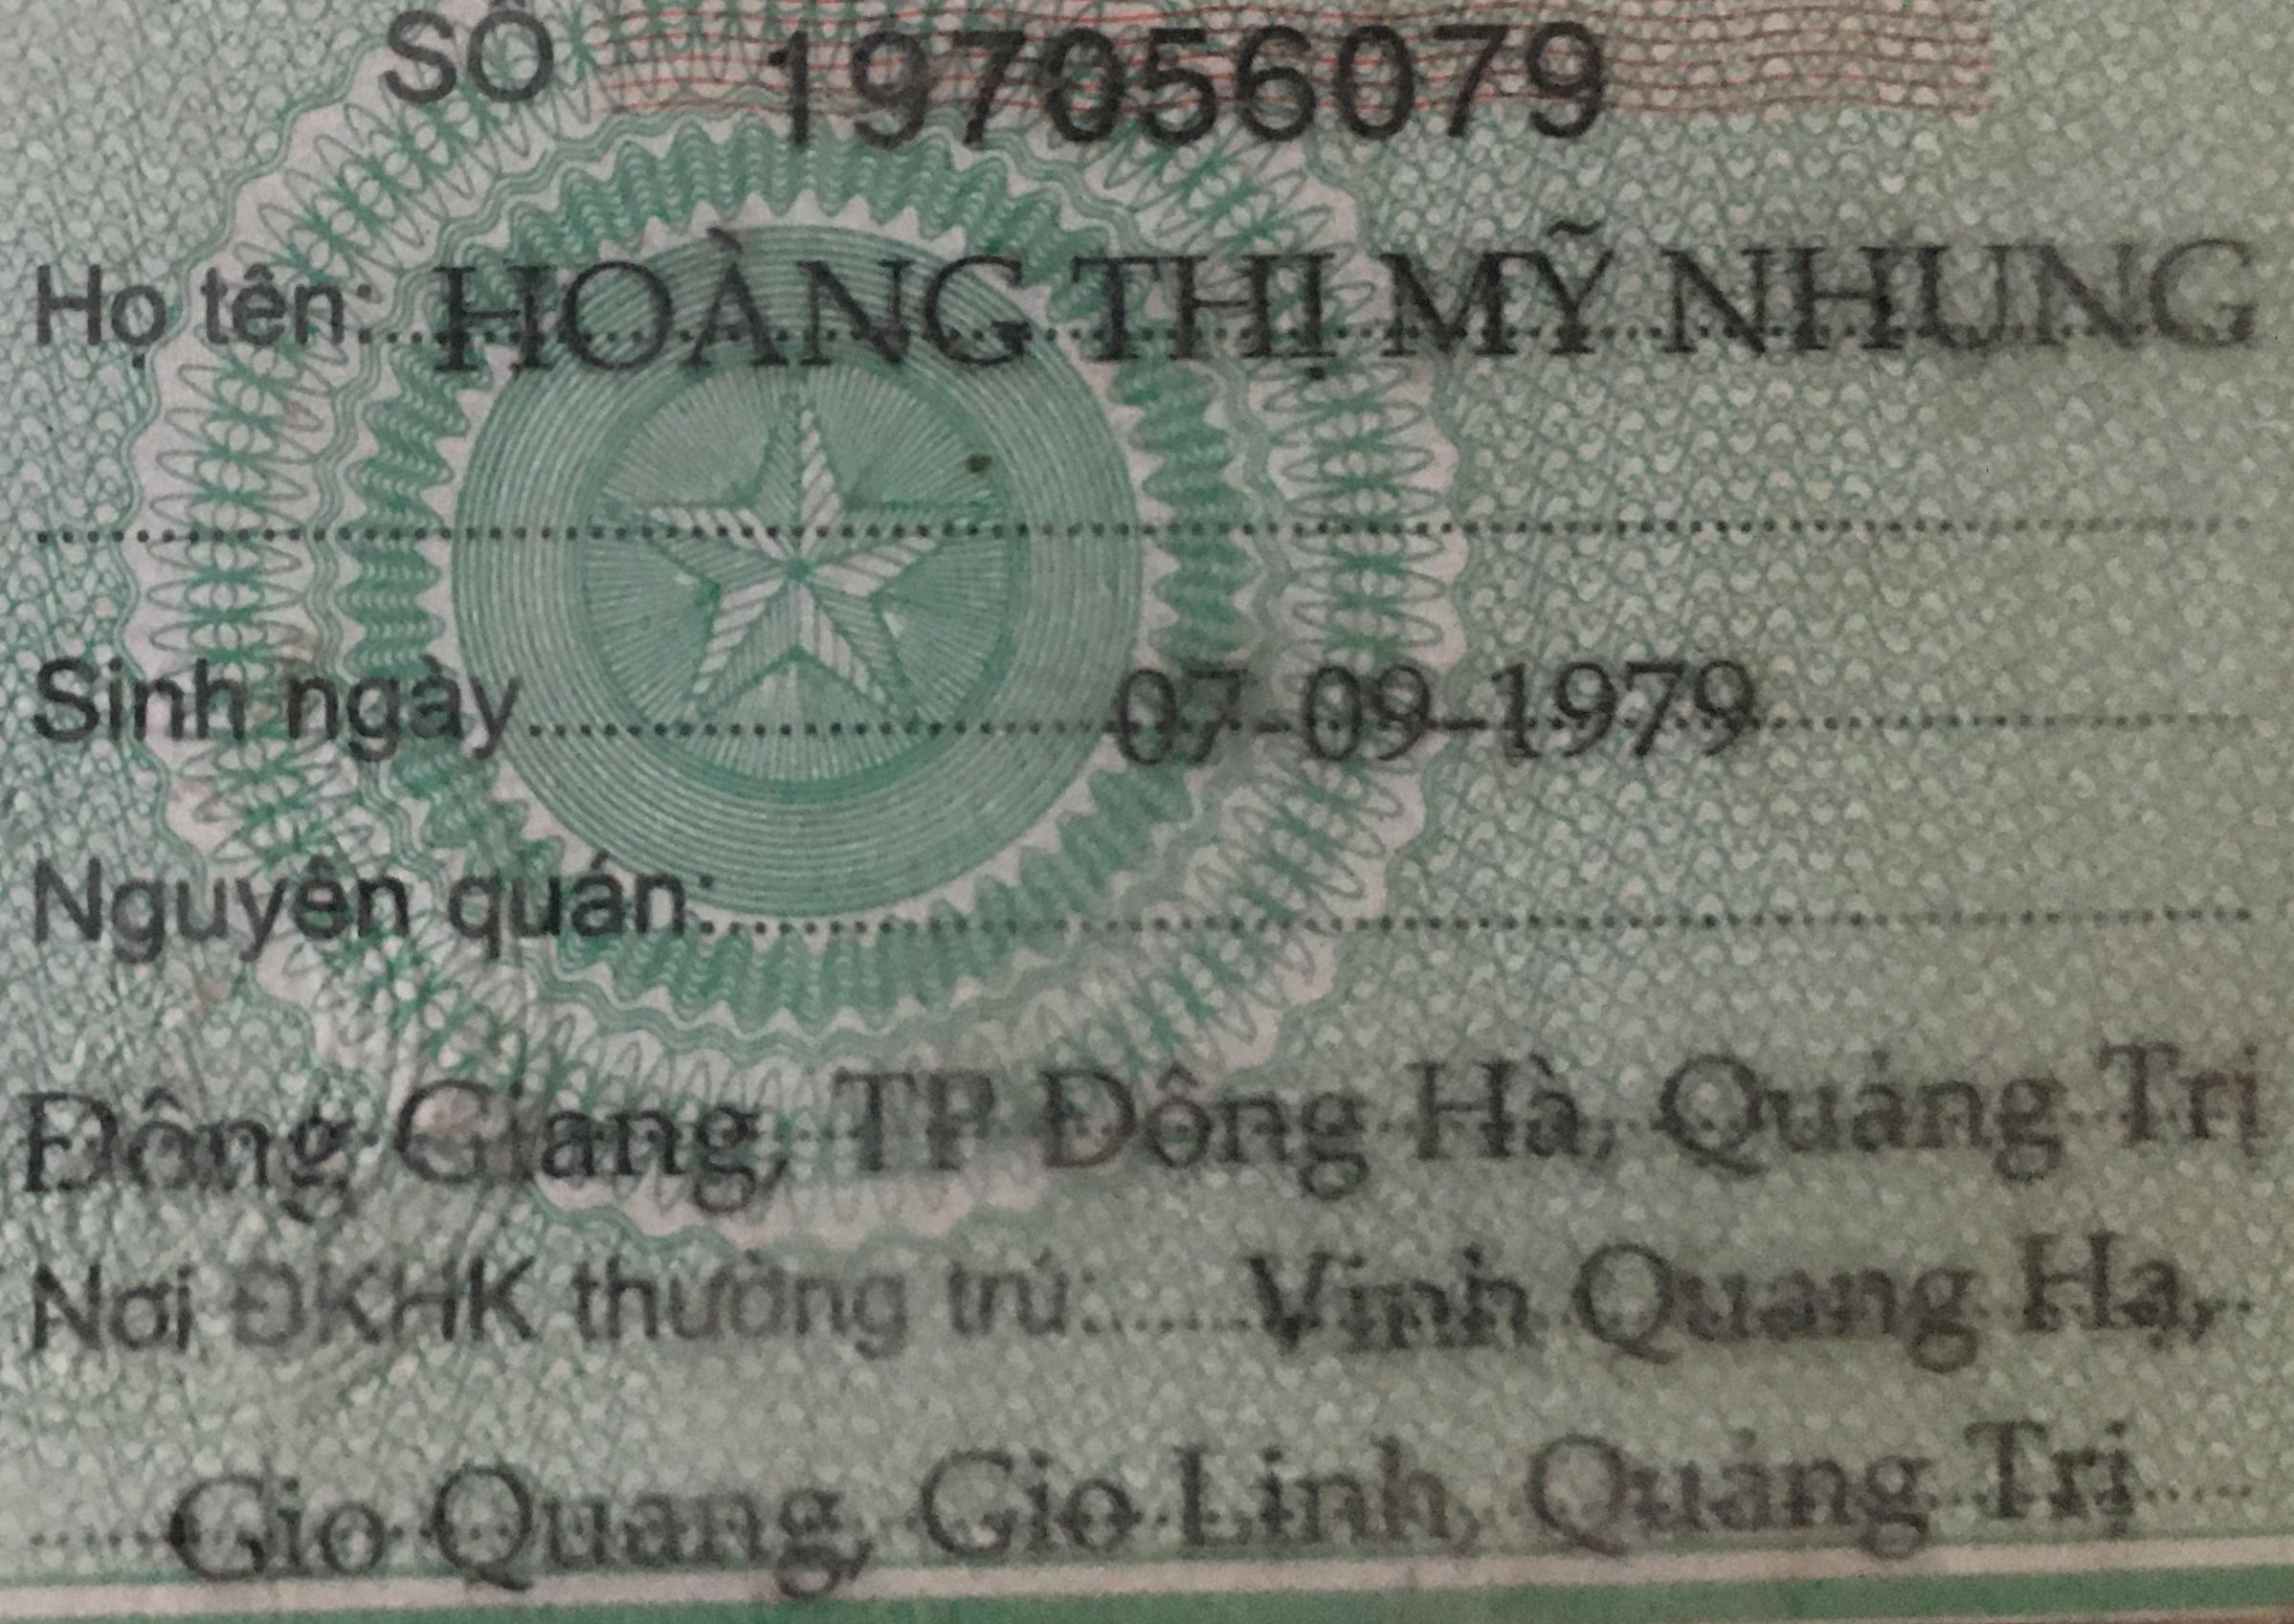 SỐ 197056079
Họ tên: HOÀNG THỊ MỸ NHUNG
Sinh ngày 07-09-1979
Nguyên quán:
Đông Giang, TP Đông Hà, Quảng Trị
Nơi ĐKHK thường trú: Vinh Quang Hạ,
Gio Quang, Gio Linh, Quảng Trị